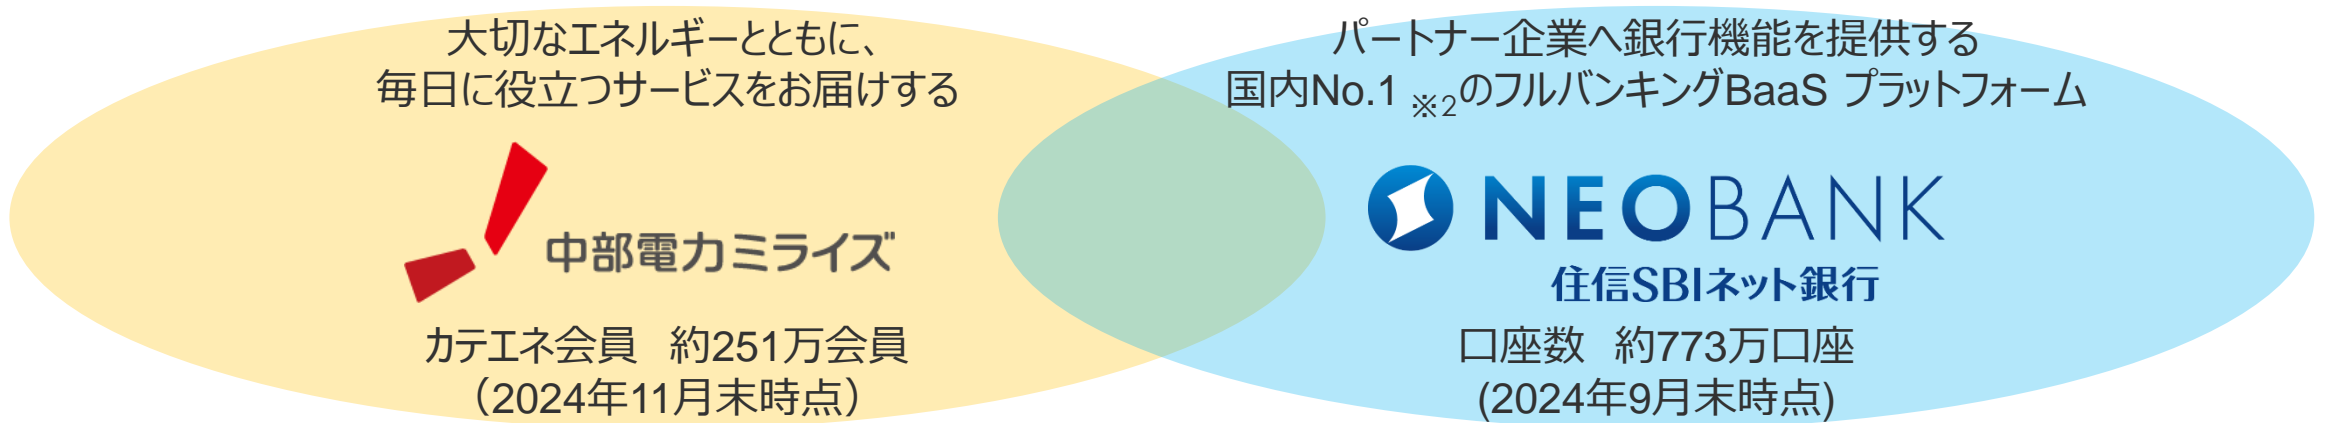 大切なエネルギーとともに、
毎日に役立つサービスをお届けする
中部電力ミライズ
カテエネ会員　約251万会員
（2024年11月末時点）
パートナー企業へ銀行機能を提供する
国内No.1 ※2のフルバンキングBaaS プラットフォーム
NEOBANK
住信SBIネット銀行
口座数　約773万口座
(2024年9月末時点)